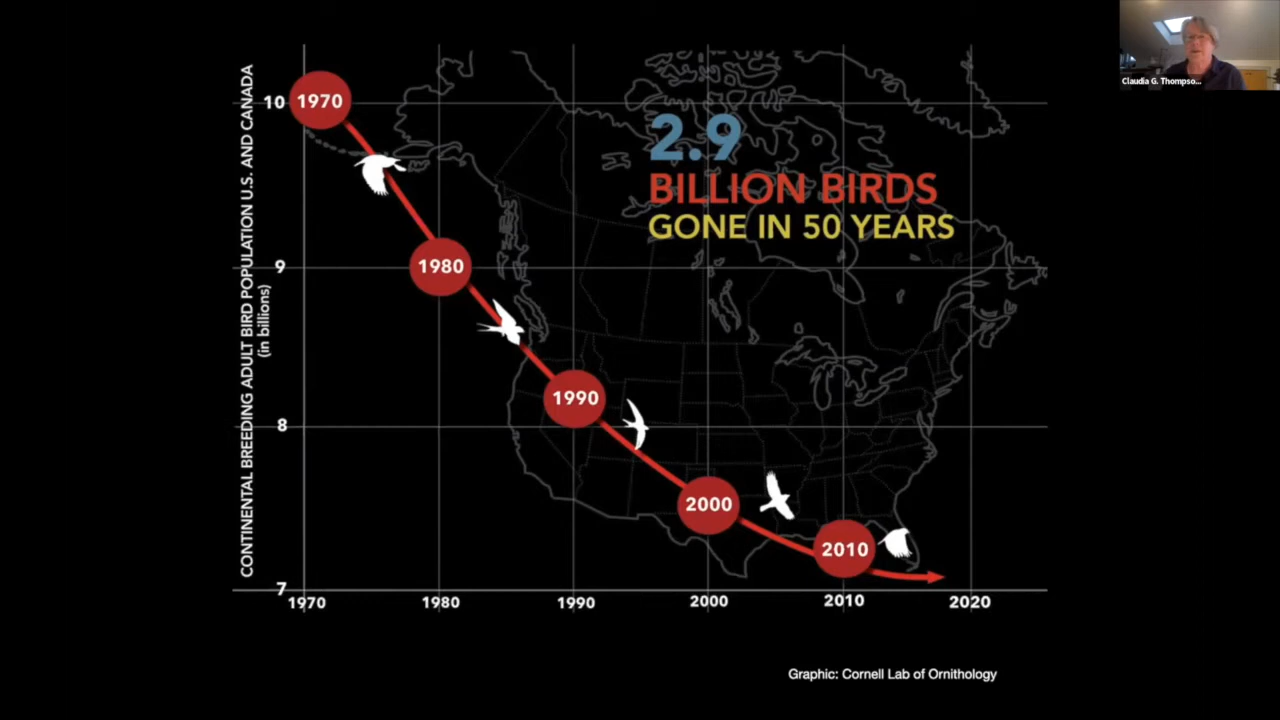 Claudia G. Thompso...
CONTINENTAL BREEDING ADULT BIRD POPULATION U.S. AND CANADA
(in billions)
10
9
8
7
1970
1980
1990
2000
2010
2.9
BILLION BIRDS
GONE IN 50 YEARS
1970
1980
1990
2000
2010
2020
Graphic: Cornell Lab of Ornithology